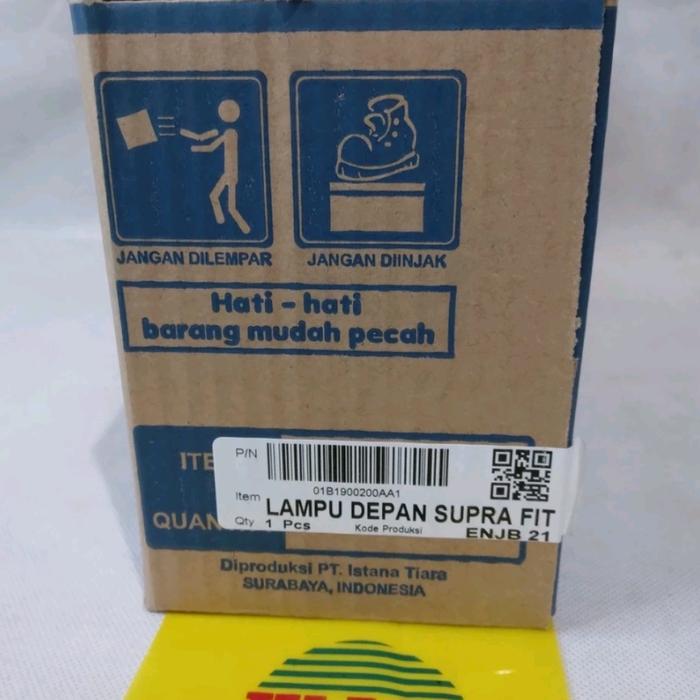 JANGAN DILEMPAR
JANGAN DIINJAK
Hati - hati
barang mudah pecah
P/N
01B1900200AA1
Item LAMPU DEPAN SUPRA FIT
Qty 1 Pcs Kode Produksi ENJB 21
Diproduksi PT. Istana Tiara
SURABAYA, INDONESIA